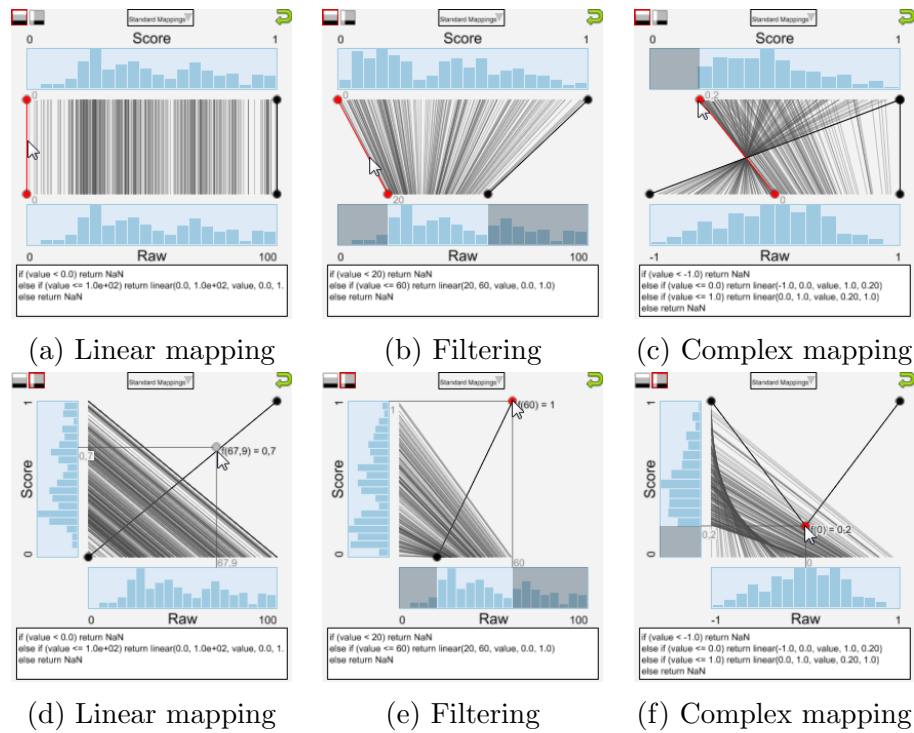 Standard Mappings
0 1
Score
0
0
0 100
Raw
if (value < 0.0) return NaN
else if (value <= 1.0e+02) return linear(0.0, 1.0e+02, value, 0.0, 1.
else return NaN
(a) Linear mapping
Standard Mappings
0 1
Score
0
20
0 100
Raw
if (value < 20) return NaN
else if (value <= 60) return linear(20, 60, value, 0.0, 1.0)
else return NaN
(b) Filtering
Standard Mappings
0 1
Score
0,2
0
-1 1
Raw
if (value < -1.0) return NaN
else if (value <= 0.0) return linear(-1.0, 0.0, value, 1.0, 0.20)
else if (value <= 1.0) return linear(0.0, 1.0, value, 0.20, 1.0)
else return NaN
(c) Complex mapping
Standard Mappings
1
f(67,9) = 0,7
0,7
Score
0
67,9
0 100
Raw
if (value < 0.0) return NaN
else if (value <= 1.0e+02) return linear(0.0, 1.0e+02, value, 0.0, 1.
else return NaN
(d) Linear mapping
Standard Mappings
1
1
f(60) = 1
Score
0
60
0 100
Raw
if (value < 20) return NaN
else if (value <= 60) return linear(20, 60, value, 0.0, 1.0)
else return NaN
(e) Filtering
Standard Mappings
1
Score
f(0) = 0,2
0,2
0
0
-1 1
Raw
if (value < -1.0) return NaN
else if (value <= 0.0) return linear(-1.0, 0.0, value, 1.0, 0.20)
else if (value <= 1.0) return linear(0.0, 1.0, value, 0.20, 1.0)
else return NaN
(f) Complex mapping